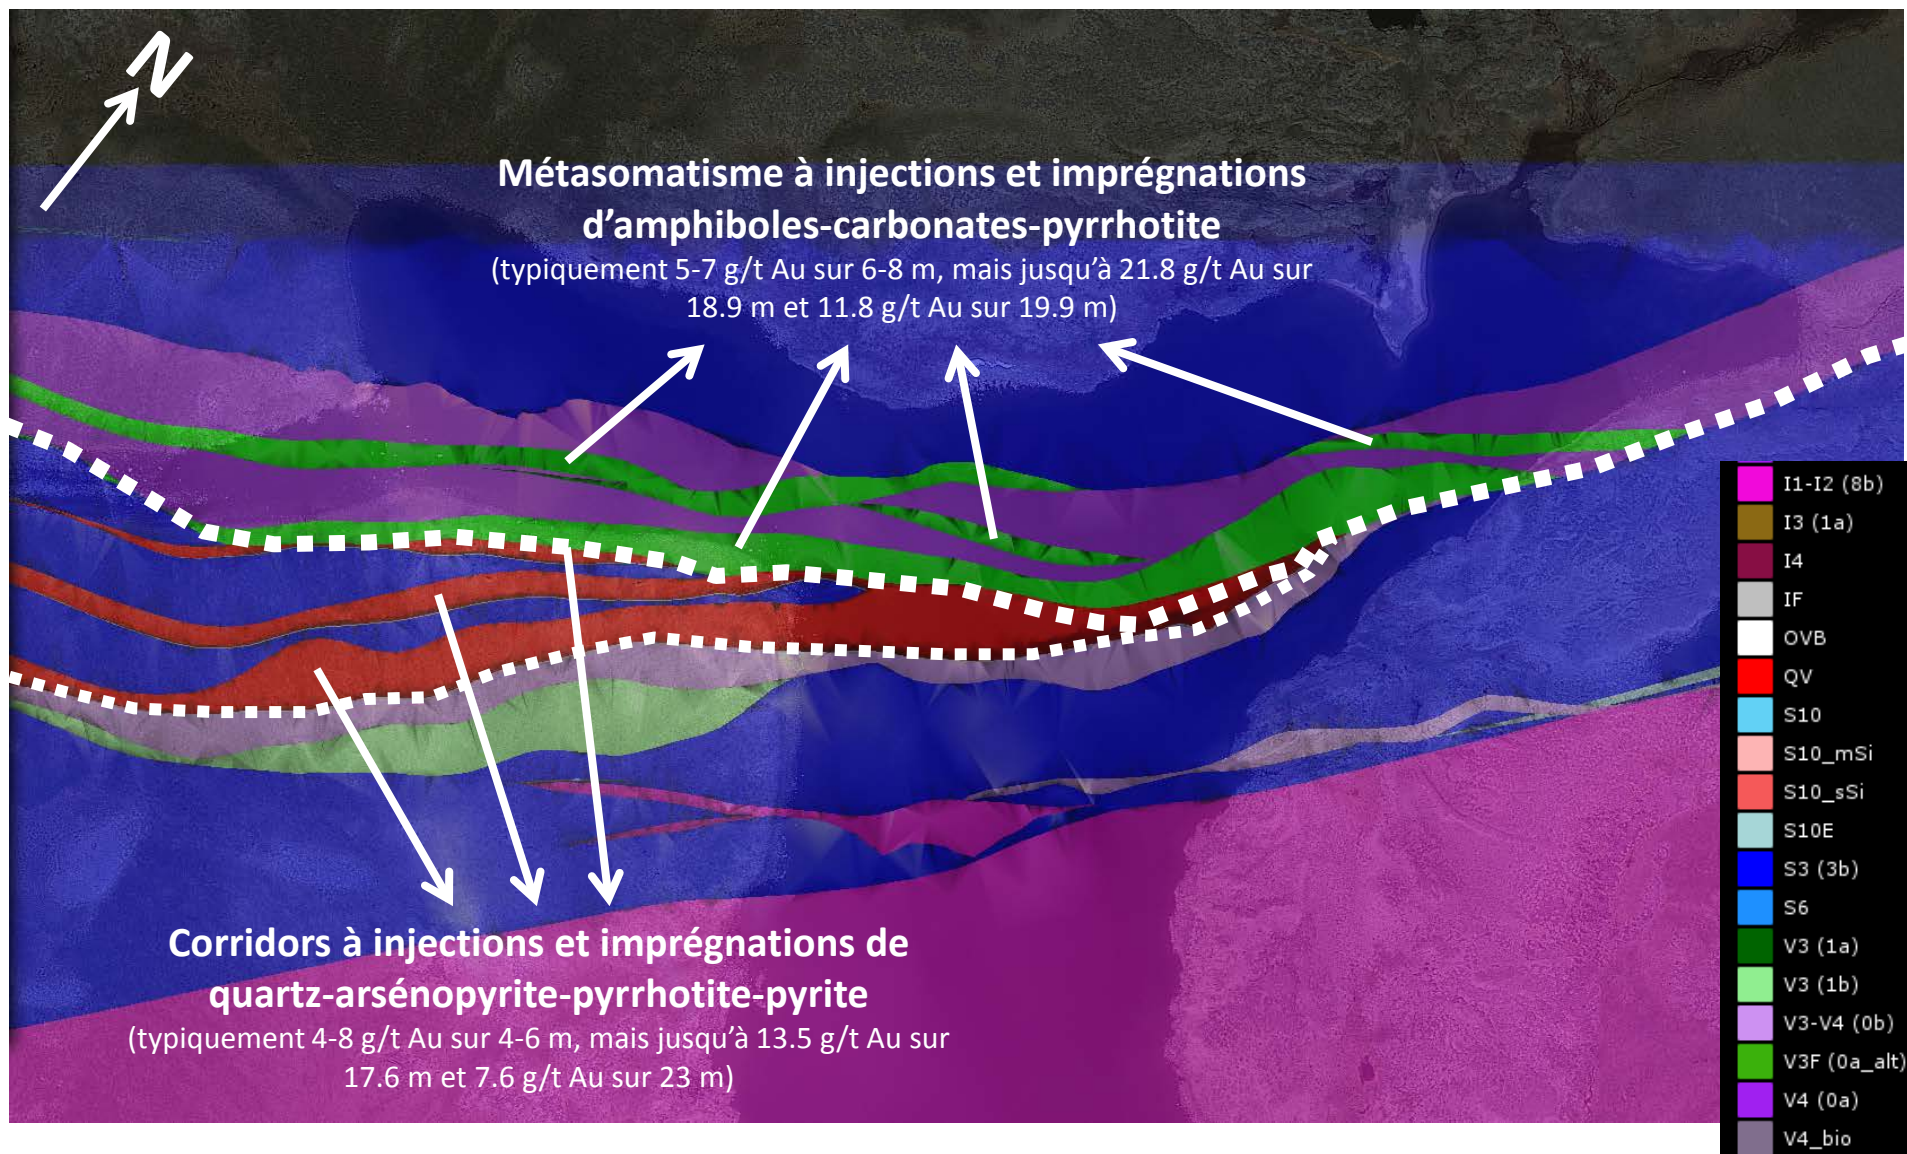 N
Métasomatisme à injections et imprégnations
d’amphiboles-carbonates-pyrrhotite
(typiquement 5-7 g/t Au sur 6-8 m, mais jusqu’à 21.8 g/t Au sur
18.9 m et 11.8 g/t Au sur 19.9 m)
Corridors à injections et imprégnations de
quartz-arsénopyrite-pyrrhotite-pyrite
(typiquement 4-8 g/t Au sur 4-6 m, mais jusqu’à 13.5 g/t Au sur
17.6 m et 7.6 g/t Au sur 23 m)
I1-I2 (8b)
I3 (1a)
I4
IF
OVB
QV
S10
S10_mSi
S10_sSi
S10E
S3 (3b)
S6
V3 (1a)
V3 (1b)
V3-V4 (0b)
V3F (0a_alt)
V4 (0a)
V4_bio